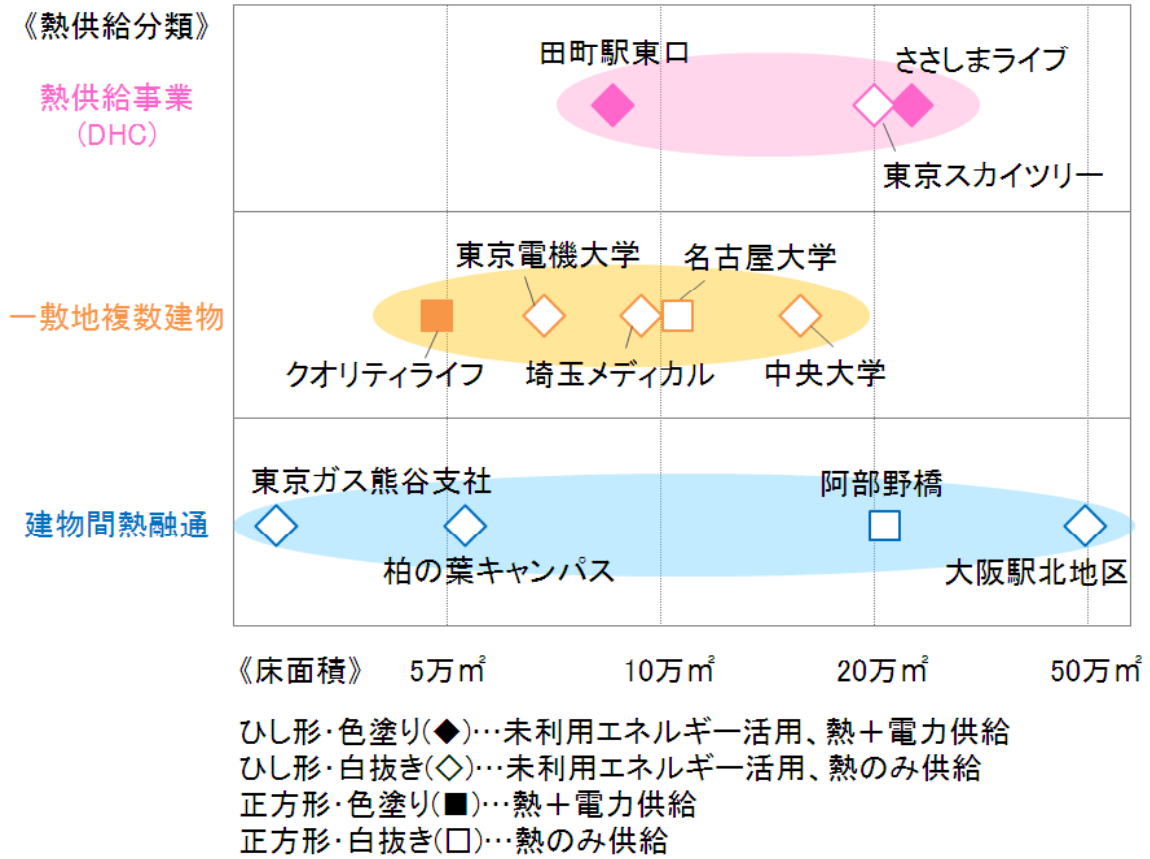 《熱供給分類》
熱供給事業
(DHC)
田町駅東口
ささしまライブ
東京スカイツリー
一敷地複数建物
東京電機大学
名古屋大学
クオリティライフ
埼玉メディカル
中央大学
建物間熱融通
東京ガス熊谷支社
阿部野橋
柏の葉キャンパス
大阪駅北地区
《床面積》 5万㎡ 10万㎡ 20万㎡ 50万㎡
ひし形・色塗り(◆)…未利用エネルギー活用、熱＋電力供給
ひし形・白抜き(◇)…未利用エネルギー活用、熱のみ供給
正方形・色塗り(■)…熱＋電力供給
正方形・白抜き(□)…熱のみ供給